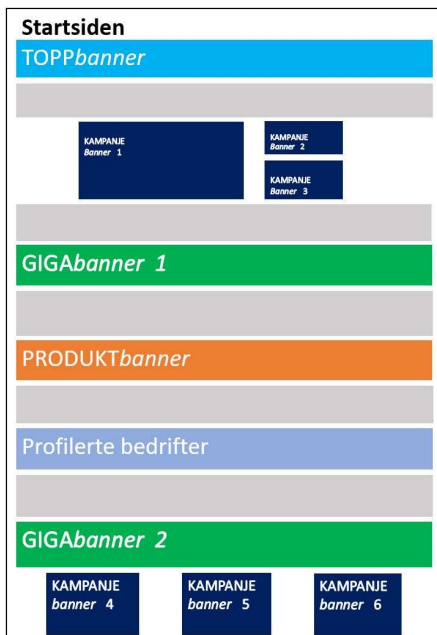 Startsiden
TOPPbanner
KAMPANJE
Banner 1
KAMPANJE
Banner 2
KAMPANJE
Banner 3
GIGAbanner 1
PRODUKTbanner
Profilerte bedrifter
GIGAbanner 2
KAMPANJE
banner 4
KAMPANJE
banner 5
KAMPANJE
banner 6